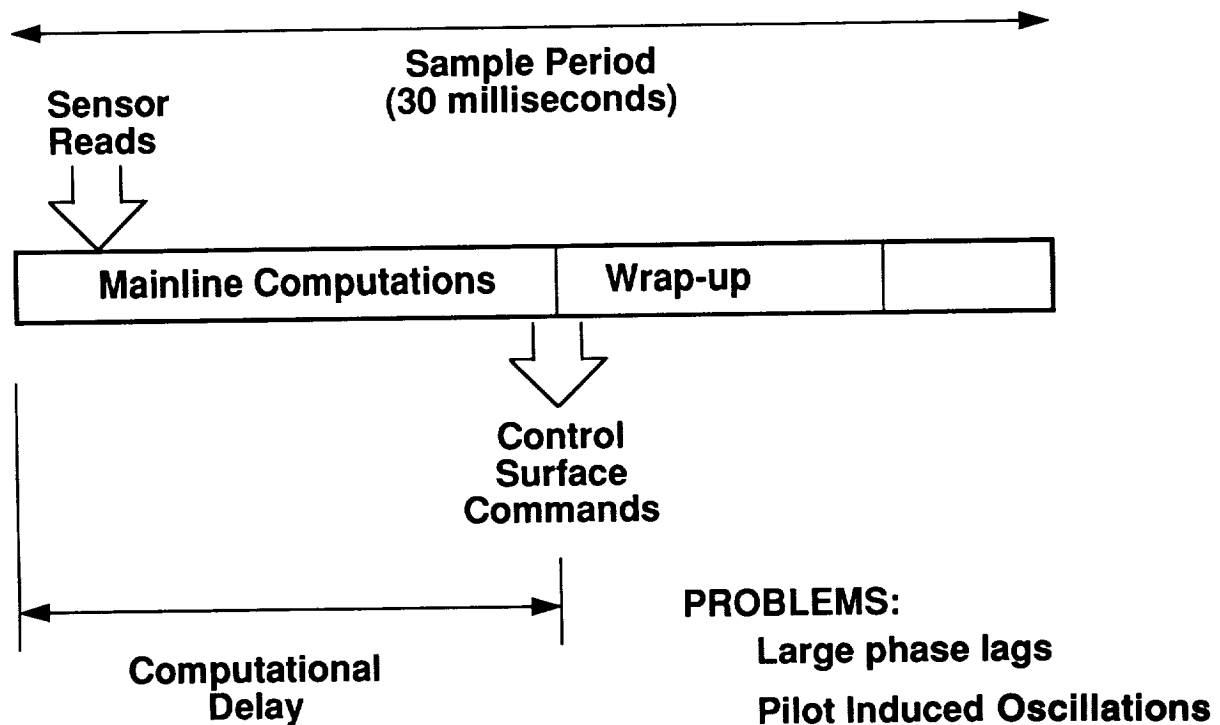 Sample Period
(30 milliseconds)
Sensor
Reads
Mainline Computations
Wrap-up
Control
Surface
Commands
Computational
Delay
PROBLEMS:
Large phase lags
Pilot Induced Oscillations